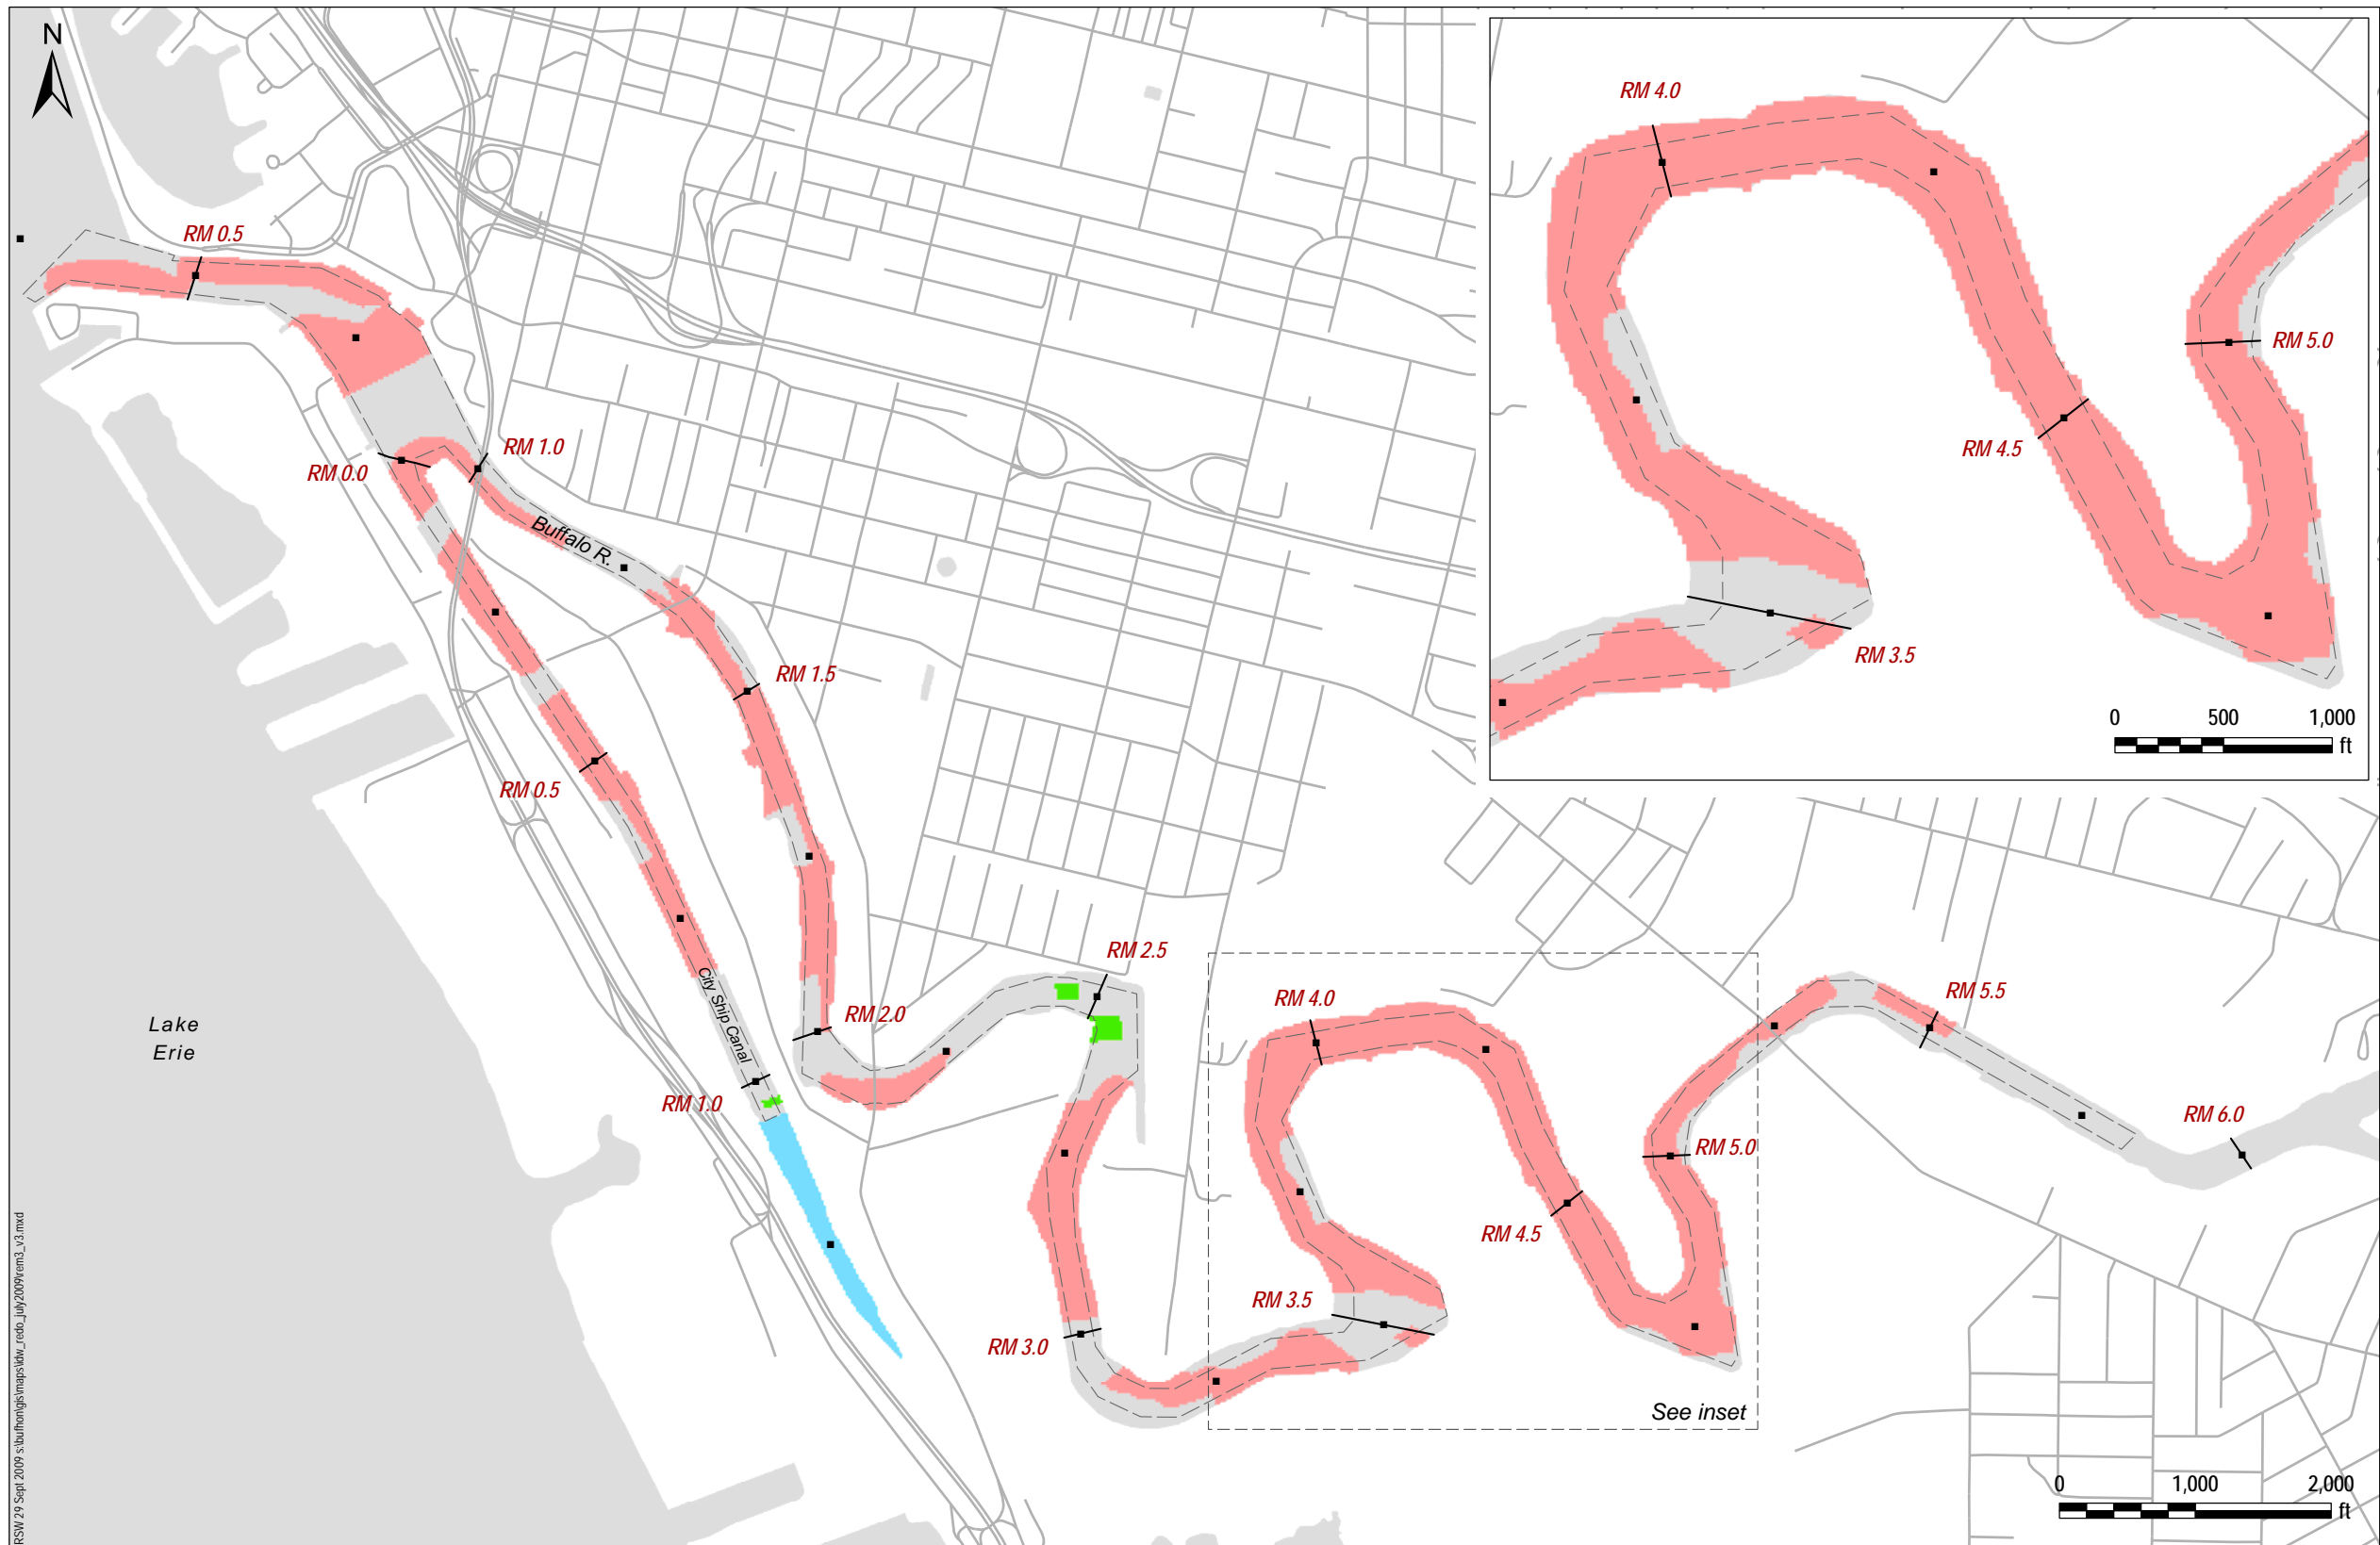 N
RM 4.0
RM 0.5
RM 5.0
RM 1.0
RM 4.5
RM 0.0
Buffalo R.
RM 3.5
RM 1.5
0 500 1,000
ft
RM 0.5
RM 2.5
City Ship Canal
RM 5.5
RM 4.0
RM 2.0
Lake
Erie
RM 1.0
RM 6.0
RM 5.0
RM 4.5
RM 3.5
RM 3.0
See inset
0 1,000 2,000
ft
RSW 29 Sept 2009 s:\bufhon\gis\maps\idw_redo_july2009\rem3_v3.mxd